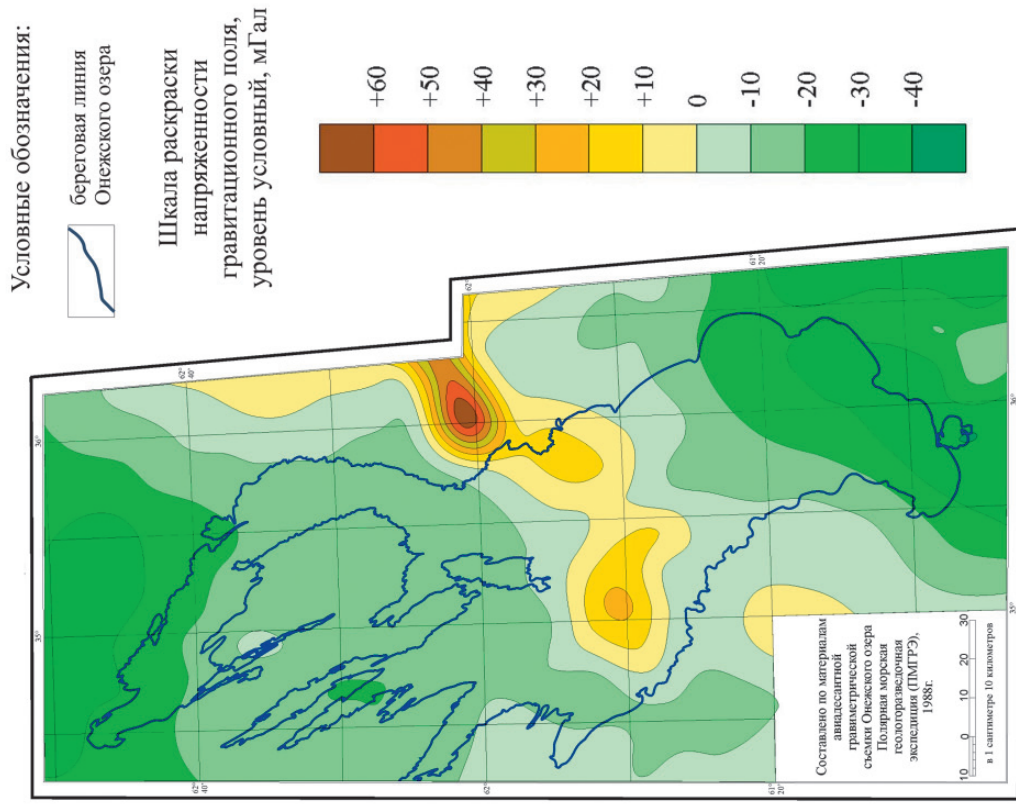 Условные обозначения:
береговая линия
Онежского озера
Шкала раскраски
напряженности
гравитационного поля,
уровень условный, мГал
+60
+50
+40
+30
+20
+10
0
-10
-20
-30
-40
62°
40'
36°
62°
61°
20'
36°
35°
62°
40'
62°
61°
20'
35°
Составлено по материалам
авиадесантной
гравиметрической
съемки Онежского озера
Полярная морская
геологоразведочная
экспедиция (ПМГРЭ),
1988г.
10 0 10 20 30
в 1 сантиметре 10 километров